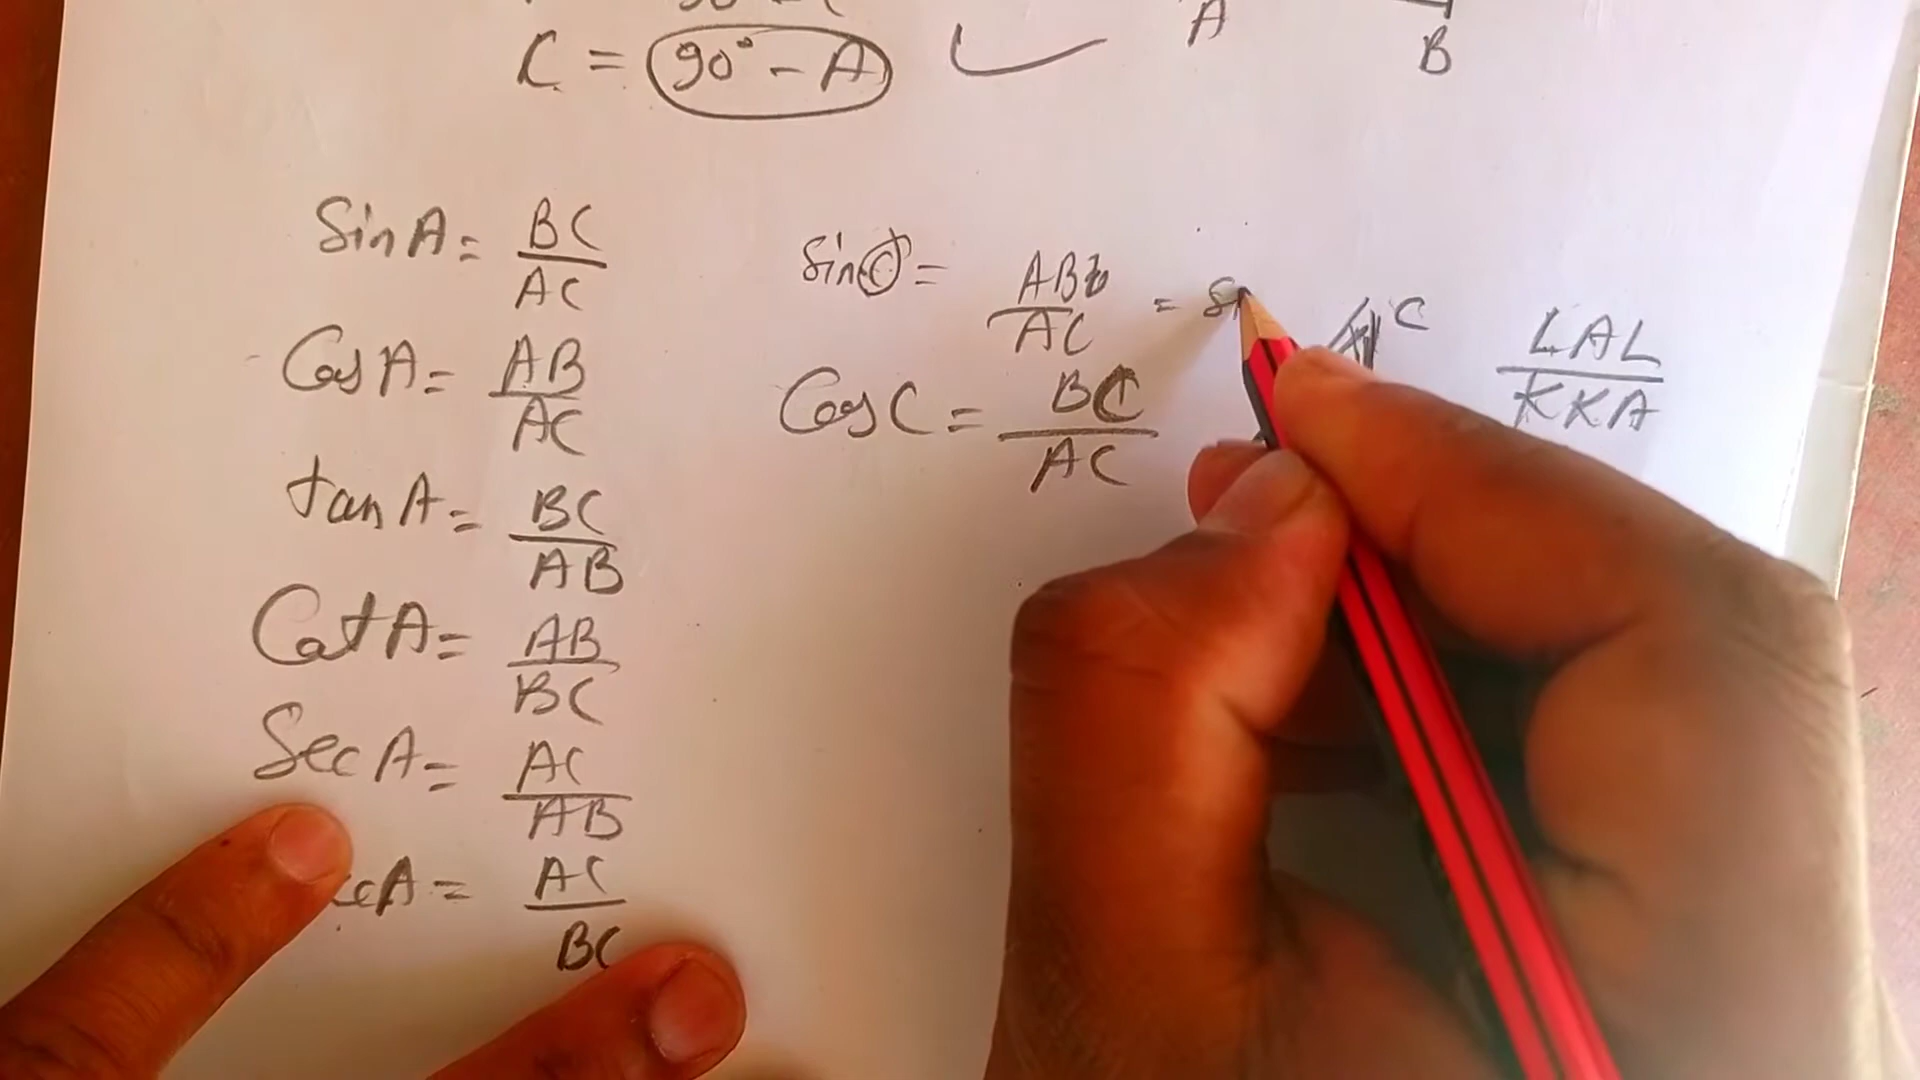 C = 90° - A
A
B
Sin A = BC / AC
Cos A = AB / AC
tan A = BC / AB
Cot A = AB / BC
Sec A = AC / AB
A = AC / BC
Sin C = AB / AC =
Cos C = BC / AC
C
LAL / KKA